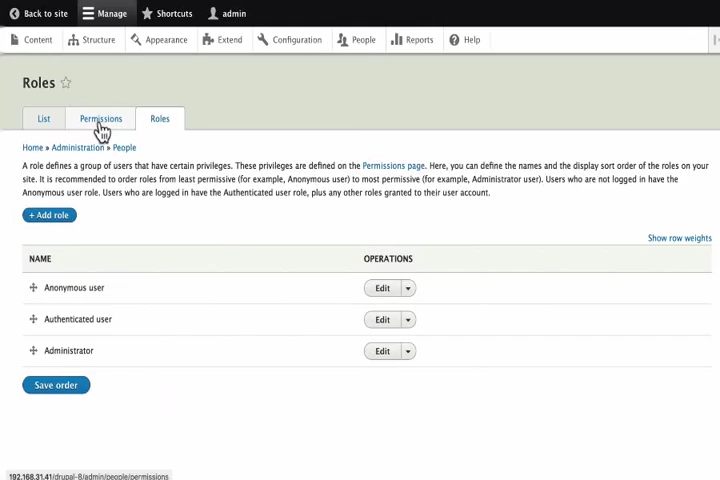 Back to site Manage Shortcuts admin
Content Structure Appearance Extend Configuration People Reports Help
Roles
List Permissions Roles
Home » Administration » People
A role defines a group of users that have certain privileges. These privileges are defined on the Permissions page. Here, you can define the names and the display sort order of the roles on your
site. It is recommended to order roles from least permissive (for example, Anonymous user) to most permissive (for example, Administrator user). Users who are not logged in have the
Anonymous user role. Users who are logged in have the Authenticated user role, plus any other roles granted to their user account.
+ Add role
Show row weights
NAME OPERATIONS
Anonymous user Edit
Authenticated user Edit
Administrator Edit
Save order
192.168.31.41/drupal-8/admin/people/permissions